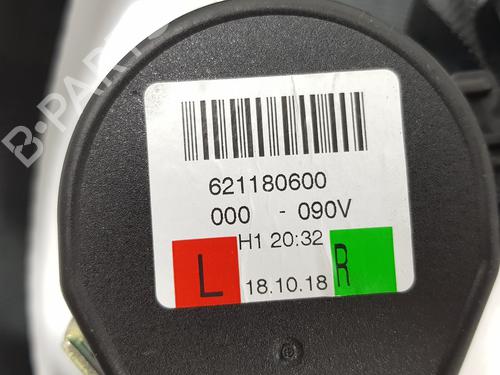 B-PARTS
621180600
000 - 090V
H1 20:32
L 18.10.18 R